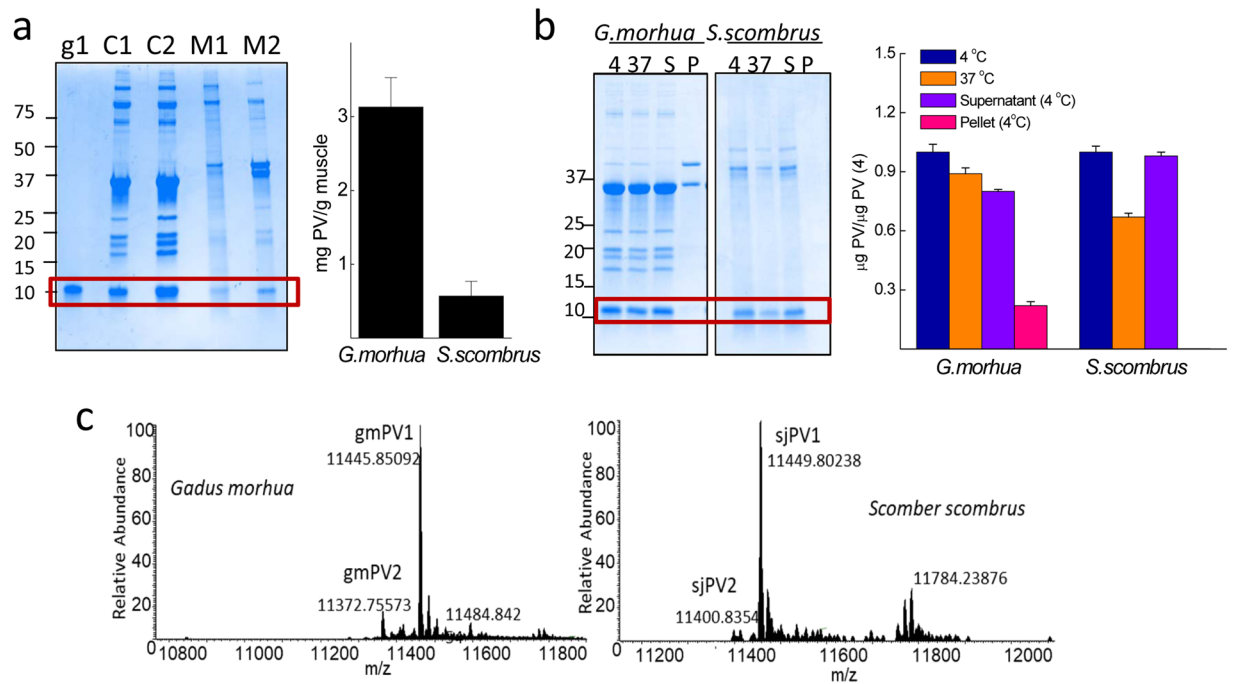 a
g1 C1 C2 M1 M2
75
50
37
25
20
15
10
mg PV/g muscle
3
2
1
G.morhua S.scombrus
b
G.morhua S.scombrus
4 37 S P 4 37 S P
37
25
20
15
10
1.5
1.2
0.9
0.6
0.3
µg PV/µg PV (4)
4 °C
37 °C
Supernatant (4 °C)
Pellet (4°C)
G.morhua S.scombrus
c
Relative Abundance
100
80
60
40
20
0
Gadus morhua
gmPV1
11445.85092
gmPV2
11372.75573
11484.842
10800 11000 11200 11400 11600 11800
m/z
Relative Abundance
100
80
60
40
20
0
sjPV1
11449.80238
Scomber scombrus
sjPV2
11400.8354
11784.23876
11200 11400 11600 11800 12000
m/z